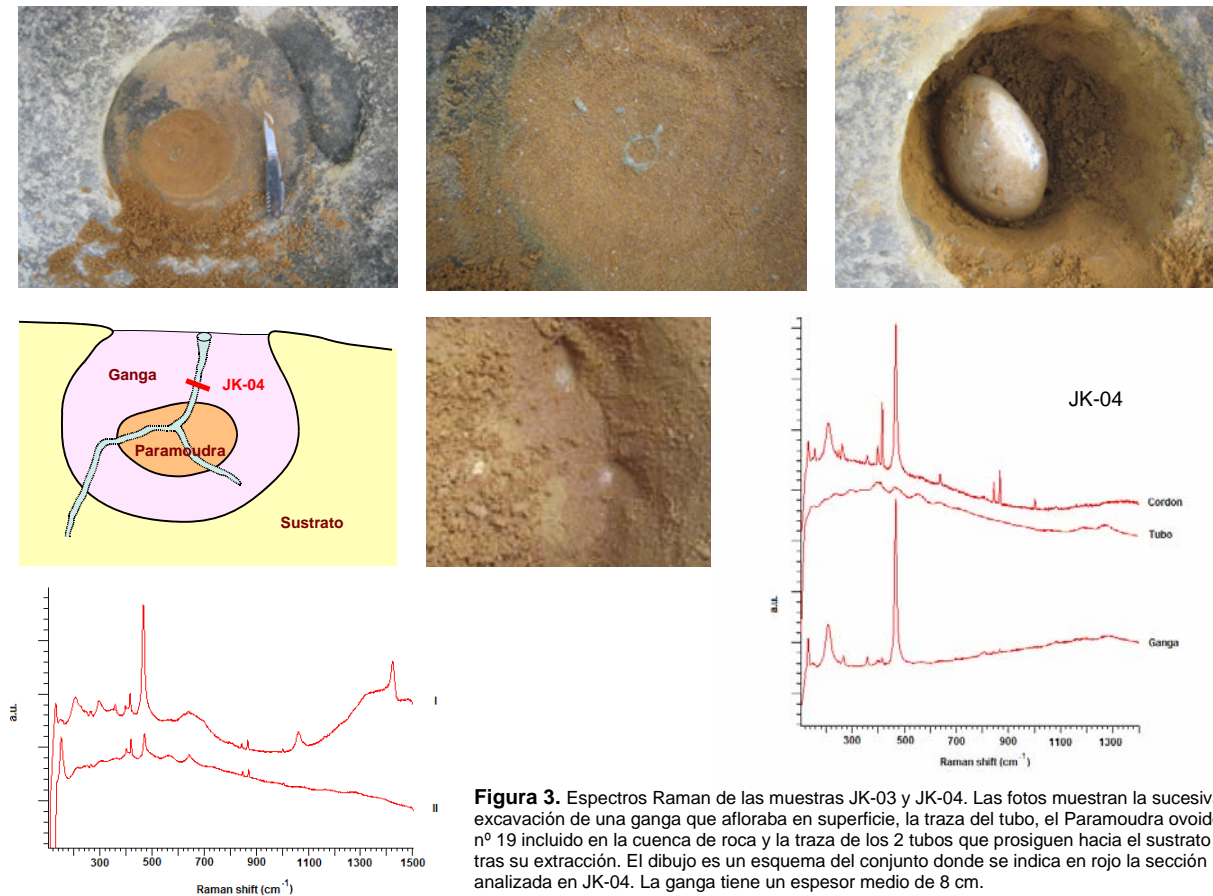 Ganga
JK-04
Paramoudra
Sustrato
JK-04
Cordon
Tubo
Ganga
a.u.
300 500 700 900 1100 1300
Raman shift (cm⁻¹)
I
II
a.u.
300 500 700 900 1100 1300 1500
Raman shift (cm⁻¹)
Figura 3. Espectros Raman de las muestras JK-03 y JK-04. Las fotos muestran la
excavación de una ganga que afloraba en superficie, la traza del tubo, el Paramoudra
nº 19 incluido en la cuenca de roca y la traza de los 2 tubos que prosiguen hacia el sustrato
tras su extracción. El dibujo es un esquema del conjunto donde se indica en rojo la sección
analizada en JK-04. La ganga tiene un espesor medio de 8 cm.